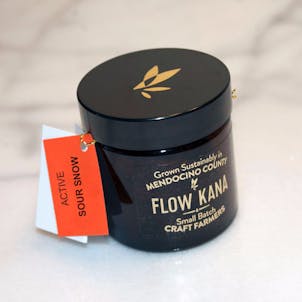 Grown Sustainably in
MENDOCINO COUNTY
FLOW KANA
Small Batch
CRAFT FARMERS
ACTIVE
SOUR SNOW